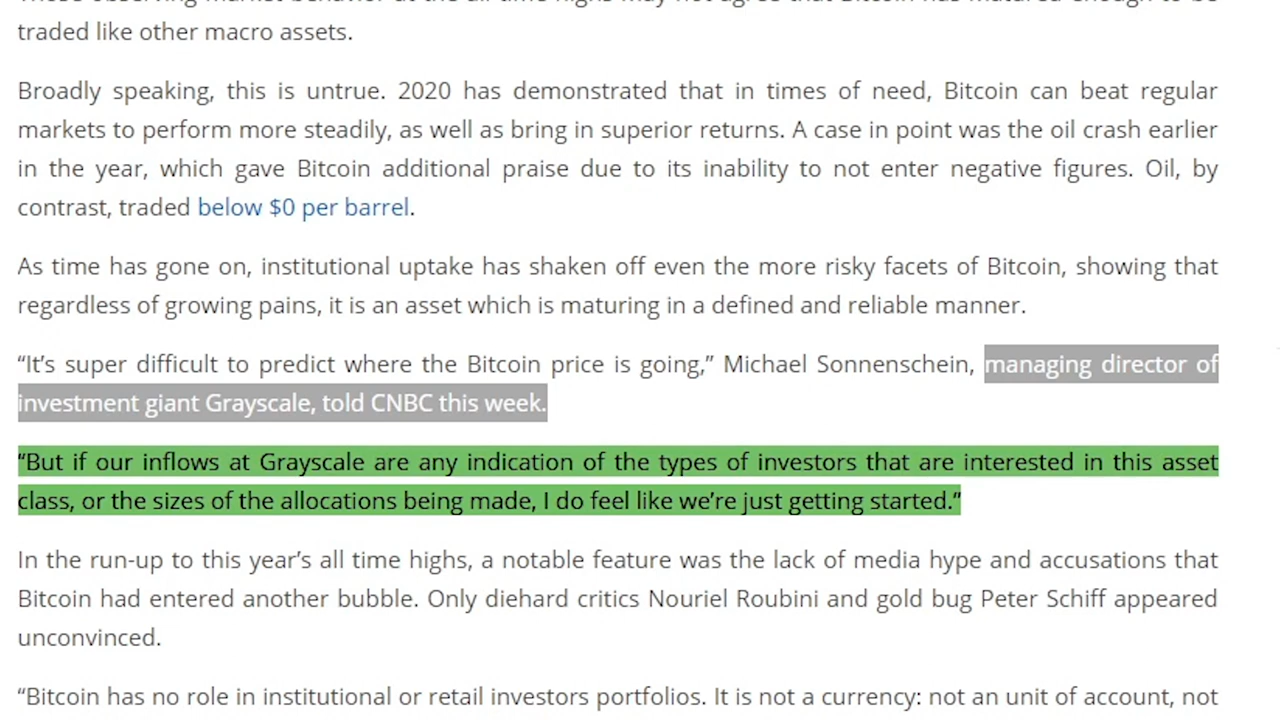 traded like other macro assets.
Broadly speaking, this is untrue. 2020 has demonstrated that in times of need, Bitcoin can beat regular
markets to perform more steadily, as well as bring in superior returns. A case in point was the oil crash earlier
in the year, which gave Bitcoin additional praise due to its inability to not enter negative figures. Oil, by
contrast, traded below $0 per barrel.
As time has gone on, institutional uptake has shaken off even the more risky facets of Bitcoin, showing that
regardless of growing pains, it is an asset which is maturing in a defined and reliable manner.
“It’s super difficult to predict where the Bitcoin price is going,” Michael Sonnenschein, managing director of
investment giant Grayscale, told CNBC this week.
“But if our inflows at Grayscale are any indication of the types of investors that are interested in this asset
class, or the sizes of the allocations being made, I do feel like we’re just getting started.”
In the run-up to this year’s all time highs, a notable feature was the lack of media hype and accusations that
Bitcoin had entered another bubble. Only diehard critics Nouriel Roubini and gold bug Peter Schiff appeared
unconvinced.
“Bitcoin has no role in institutional or retail investors portfolios. It is not a currency: not an unit of account, not